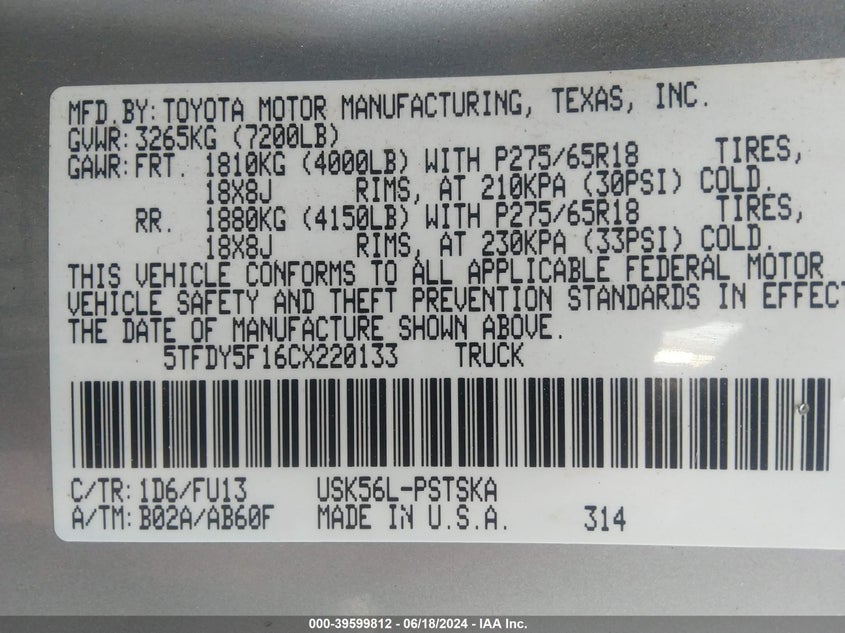 MFD. BY: TOYOTA MOTOR MANUFACTURING, TEXAS, INC.
GVWR: 3265KG (7200LB)
GAWR: FRT. 1810KG (4000LB) WITH P275/65R18 TIRES,
18X8J RIMS, AT 210KPA (30PSI) COLD.
RR. 1880KG (4150LB) WITH P275/65R18 TIRES,
18X8J RIMS, AT 230KPA (33PSI) COLD.
THIS VEHICLE CONFORMS TO ALL APPLICABLE FEDERAL MOTOR
VEHICLE SAFETY AND THEFT PREVENTION STANDARDS IN EFFECT
THE DATE OF MANUFACTURE SHOWN ABOVE.
5TFDY5F16CX220133 TRUCK
C/TR: 1D6/FU13 USK56L-PSTSKA
A/TM: B02A/AB60F MADE IN U.S.A. 314
000-39599812 - 06/18/2024 - IAA Inc.